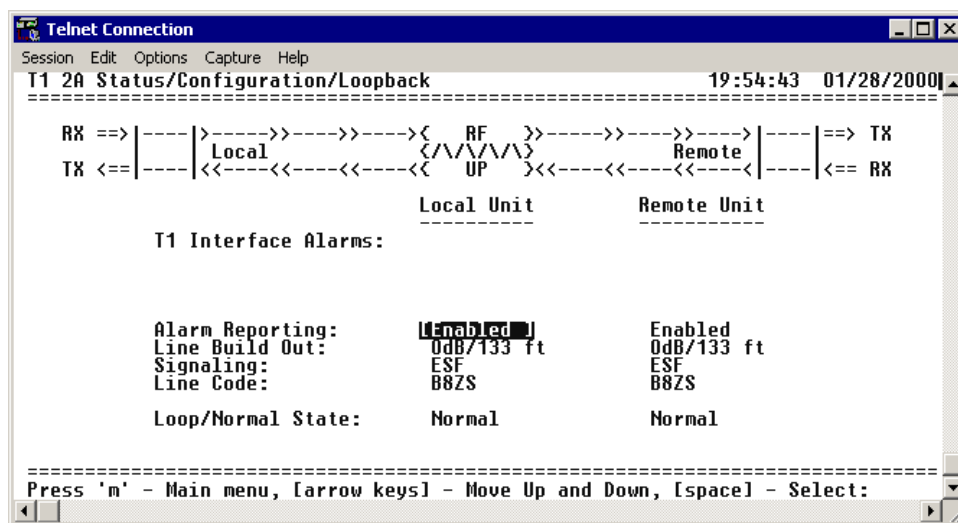 Telnet Connection
Session Edit Options Capture Help
T1 2A Status/Configuration/Loopback 19:54:43 01/28/2000
================================================================================
RX ==>|----|>----->>---->>---->{ RF }>>----->>---->>---->|----|==> TX
| Local {/\/\/\/\} Remote |
TX <==|----|<<----<<----<<----<{ UP }<<----<<----<<----<|----|<== RX
Local Unit Remote Unit
---------- -----------
T1 Interface Alarms:
Alarm Reporting: [Enabled ] Enabled
Line Build Out: 0dB/133 ft 0dB/133 ft
Signaling: ESF ESF
Line Code: B8ZS B8ZS
Loop/Normal State: Normal Normal
================================================================================
Press 'm' - Main menu, [arrow keys] - Move Up and Down, [space] - Select: